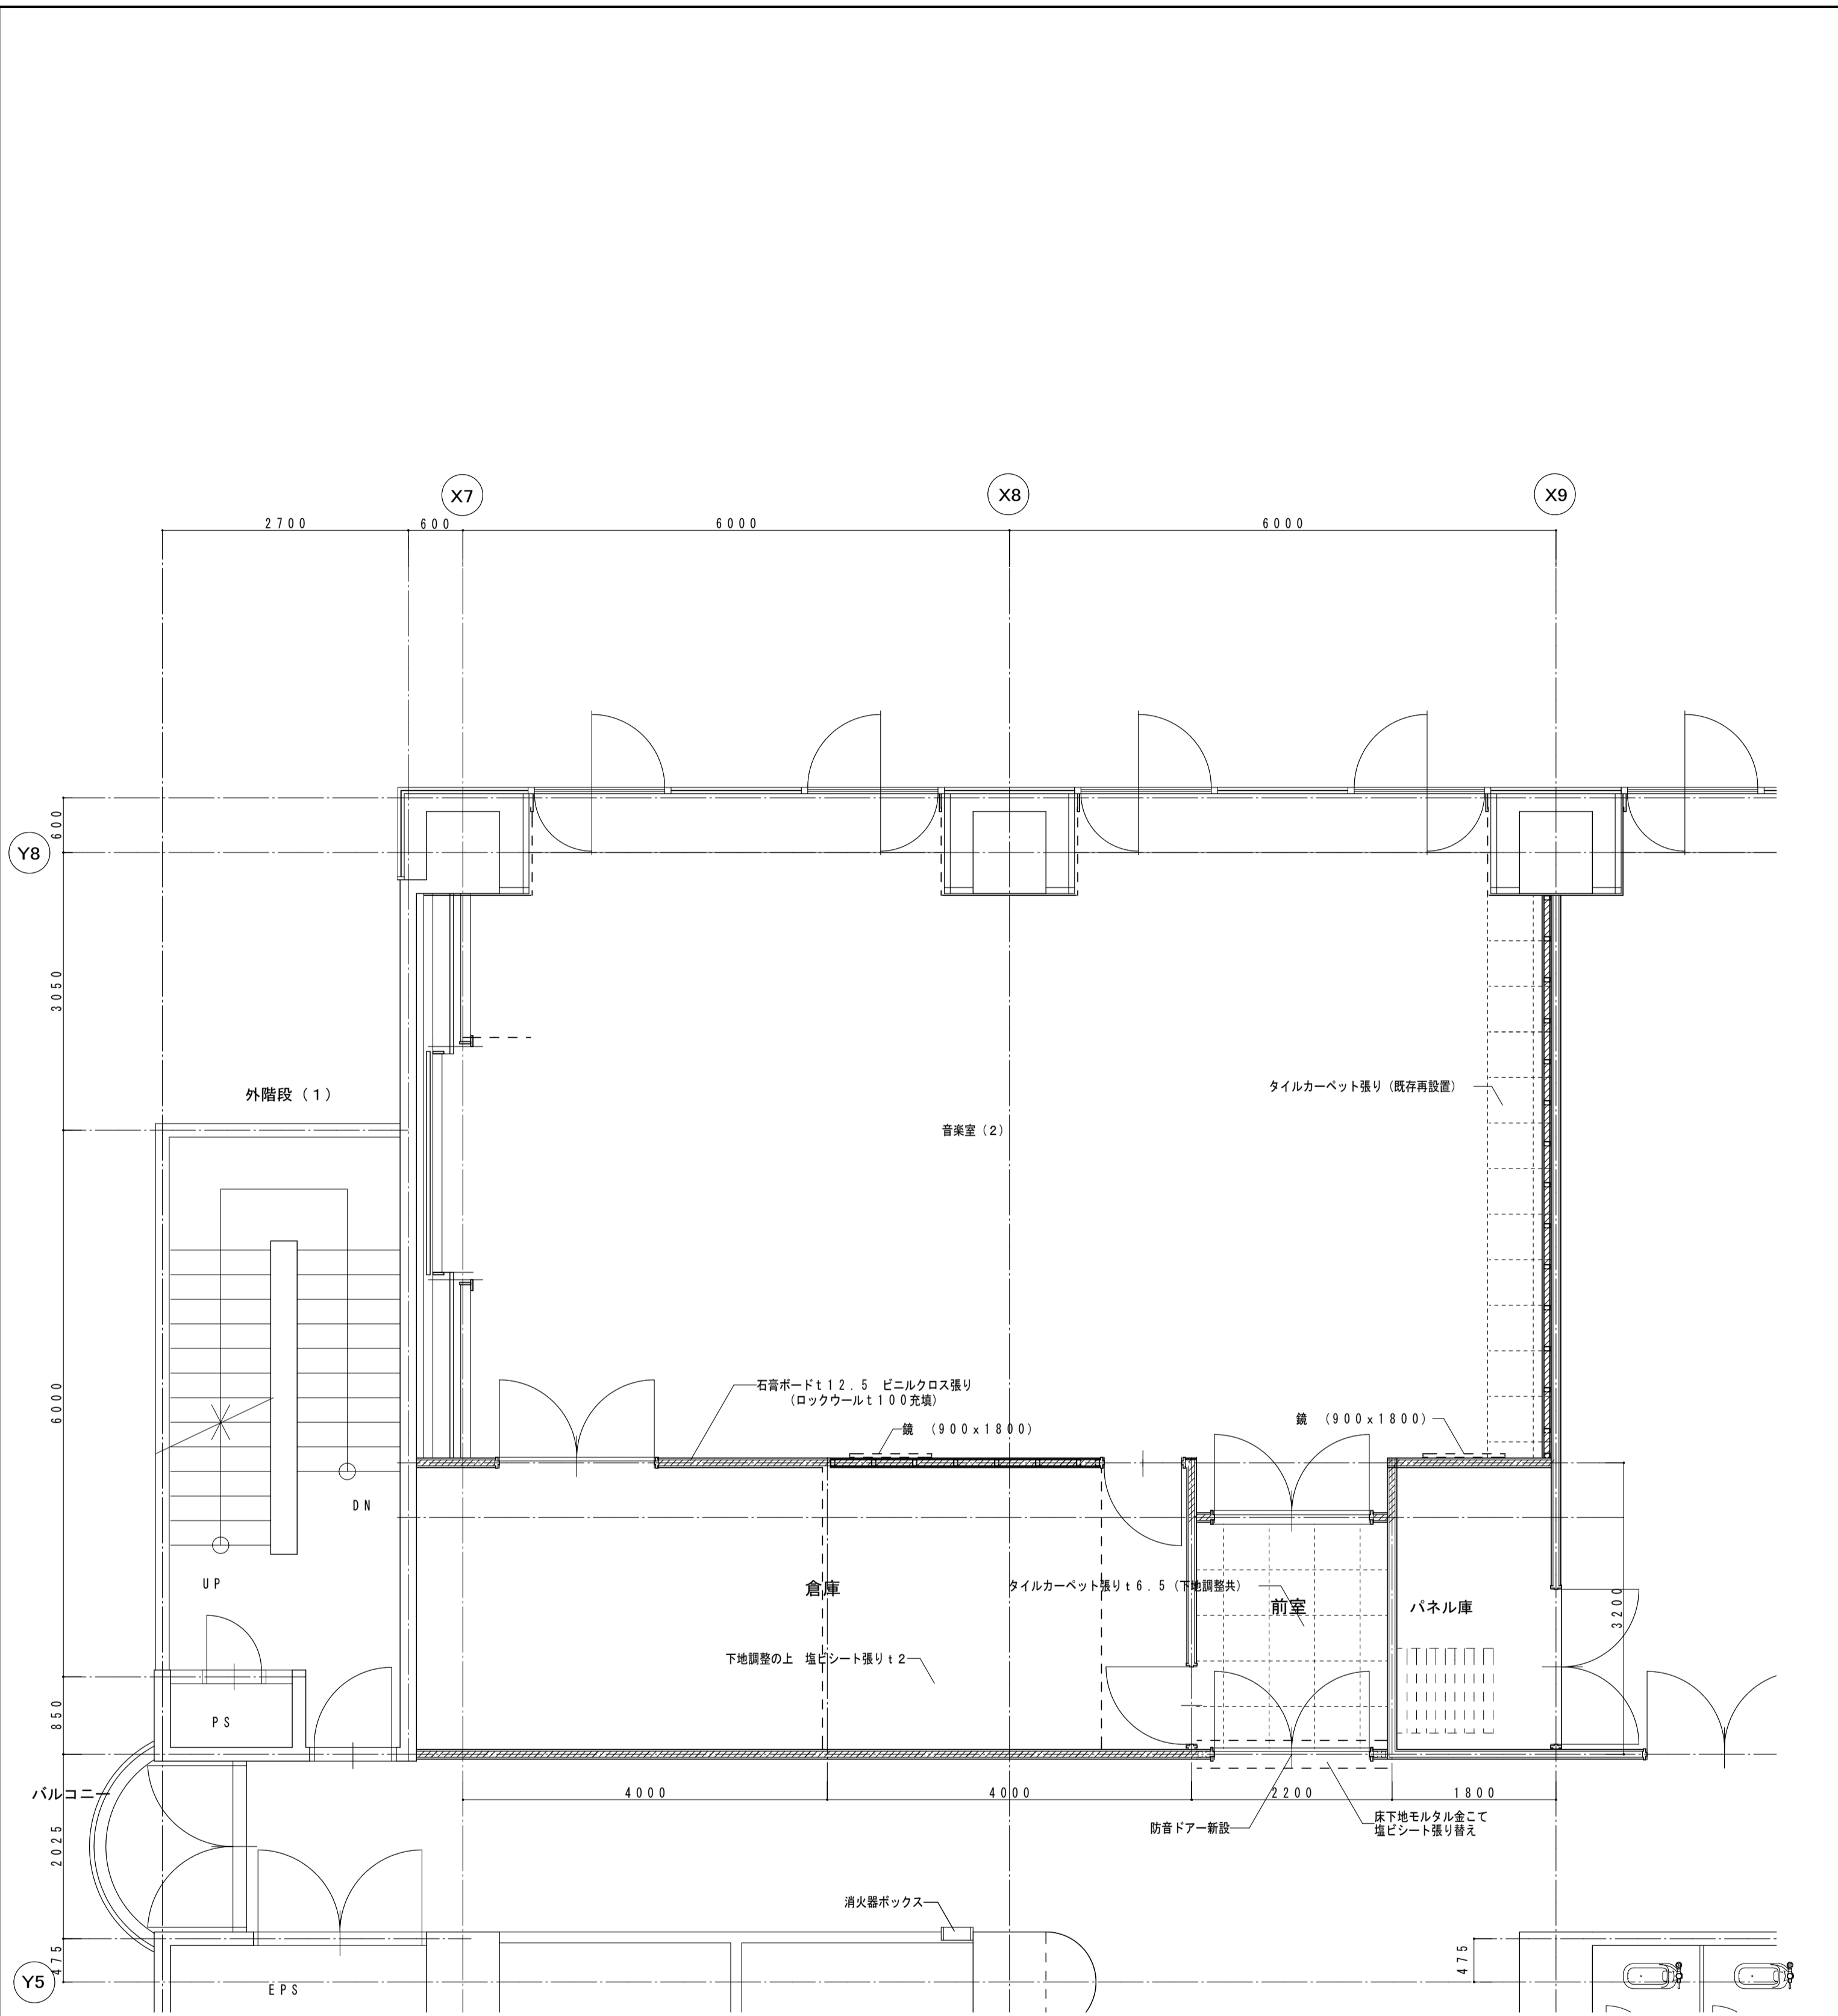 X7
X8
X9
2700
600
6000
6000
600
Y8
3050
外階段（1）
タイルカーペット張り（既存再設置）
音楽室（2）
6000
石膏ボードｔ12．5　ビニルクロス張り
（ロックウールｔ100充填）
鏡　（900x1800）
鏡　（900x1800）
DN
UP
倉庫
タイルカーペット張りｔ6．5（下地調整共）
前室
パネル庫
3200
下地調整の上　塩ビシート張りｔ2
850
PS
バルコニー
4000
4000
2200
1800
防音ドアー新設
床下地モルタル金こて
塩ビシート張り替え
2025
消火器ボックス
475
475
Y5
EPS